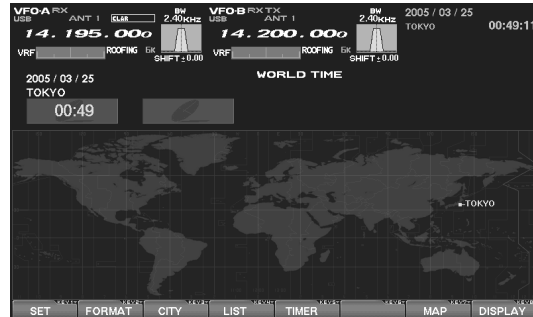 VFO-A RX
USB ANT 1 CLAR
BW
2.40KHZ
14. 195. 000
VRF ROOFING 6K
SHIFT±0.00
VFO-B RX TX
USB ANT 1
BW
2.40KHZ
14. 200. 000
VRF ROOFING 6K
SHIFT±0.00
2005 / 03 / 25
TOKYO 00:49:11
WORLD TIME
2005 / 03 / 25
TOKYO
00:49
TOKYO
SET FORMAT CITY LIST TIMER MAP DISPLAY